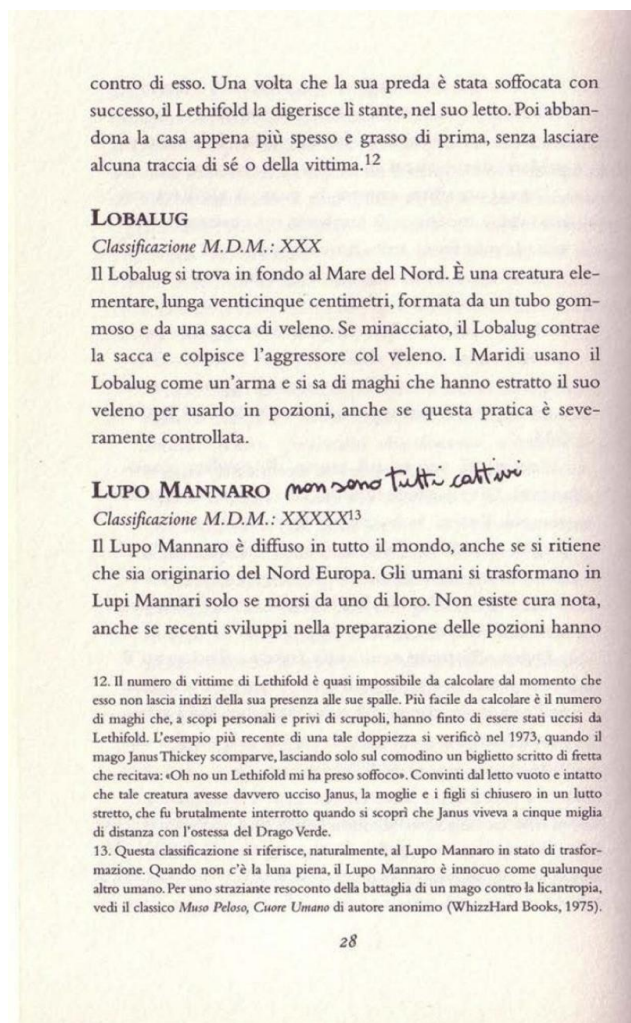 contro di esso. Una volta che la sua preda è stata soffocata con
successo, il Lethifold la digerisce lì stante, nel suo letto. Poi abban-
dona la casa appena più spesso e grasso di prima, senza lasciare
alcuna traccia di sé o della vittima.12
LOBALUG
Classificazione M.D.M.: XXX
Il Lobalug si trova in fondo al Mare del Nord. È una creatura ele-
mentare, lunga venticinque centimetri, formata da un tubo gom-
moso e da una sacca di veleno. Se minacciato, il Lobalug contrae
la sacca e colpisce l'aggressore col veleno. I Maridi usano il
Lobalug come un'arma e si sa di maghi che hanno estratto il suo
veleno per usarlo in pozioni, anche se questa pratica è seve-
ramente controllata.
LUPO MANNARO non sono tutti cattivi
Classificazione M.D.M.: XXXXX13
Il Lupo Mannaro è diffuso in tutto il mondo, anche se si ritiene
che sia originario del Nord Europa. Gli umani si trasformano in
Lupi Mannari solo se morsi da uno di loro. Non esiste cura nota,
anche se recenti sviluppi nella preparazione delle pozioni hanno
12. Il numero di vittime di Lethifold è quasi impossibile da calcolare dal momento che
esso non lascia indizi della sua presenza alle sue spalle. Più facile da calcolare è il numero
di maghi che, a scopi personali e privi di scrupoli, hanno finto di essere stati uccisi da
Lethifold. L'esempio più recente di una tale doppiezza si verificò nel 1973, quando il
mago Janus Thickey scomparve, lasciando solo sul comodino un biglietto scritto di fretta
che recitava: «Oh no un Lethifold mi ha preso soffoco». Convinti dal letto vuoto e intatto
che tale creatura avesse davvero ucciso Janus, la moglie e i figli si chiusero in un lutto
stretto, che fu brutalmente interrotto quando si scoprì che Janus viveva a cinque miglia
di distanza con l'ostessa del Drago Verde.
13. Questa classificazione si riferisce, naturalmente, al Lupo Mannaro in stato di trasfor-
mazione. Quando non c'è la luna piena, il Lupo Mannaro è innocuo come qualunque
altro umano. Per uno straziante resoconto della battaglia di un mago contro la licantropia,
vedi il classico Muso Peloso, Cuore Umano di autore anonimo (WhizzHard Books, 1975).
28